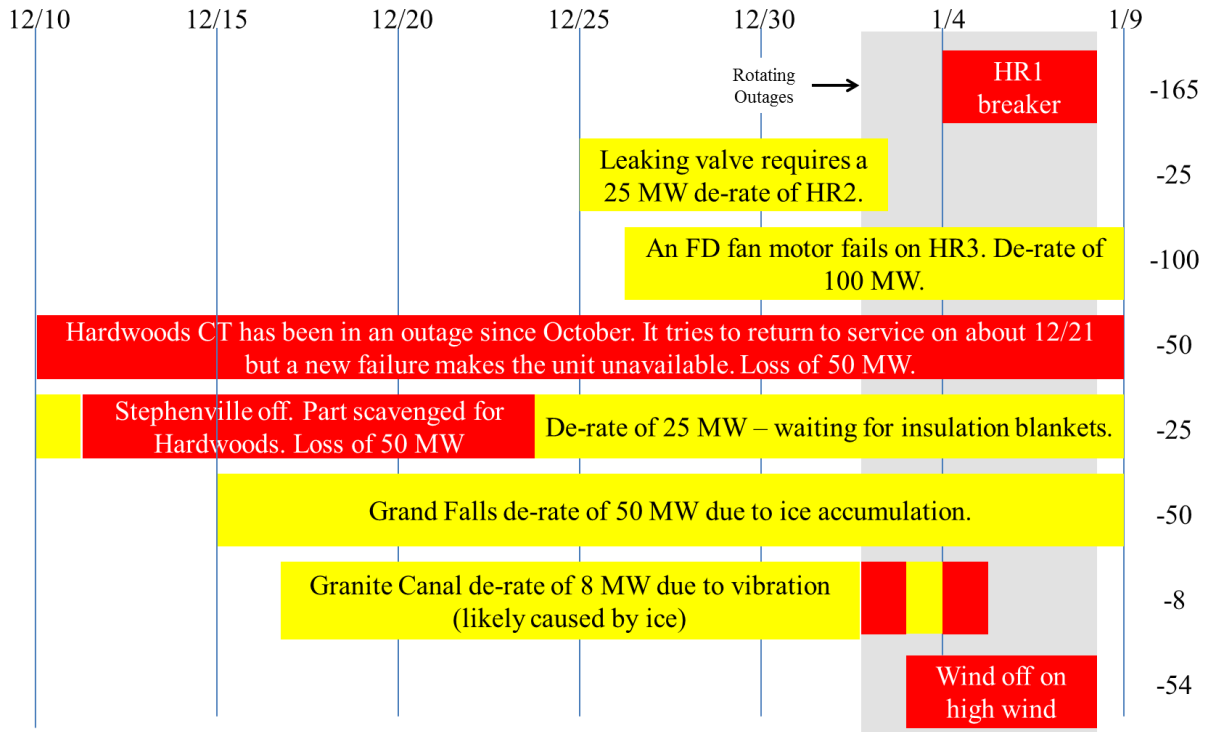 12/10 12/15 12/20 12/25 12/30 1/4 1/9
Rotating
Outages
HR1
breaker
-165
Leaking valve requires a
25 MW de-rate of HR2.
-25
An FD fan motor fails on HR3. De-rate of
100 MW.
-100
Hardwoods CT has been in an outage since October. It tries to return to service on about 12/21
but a new failure makes the unit unavailable. Loss of 50 MW.
-50
Stephenville off. Part scavenged for
Hardwoods. Loss of 50 MW
De-rate of 25 MW – waiting for insulation blankets.
-25
Grand Falls de-rate of 50 MW due to ice accumulation.
-50
Granite Canal de-rate of 8 MW due to vibration
(likely caused by ice)
-8
Wind off on
high wind
-54